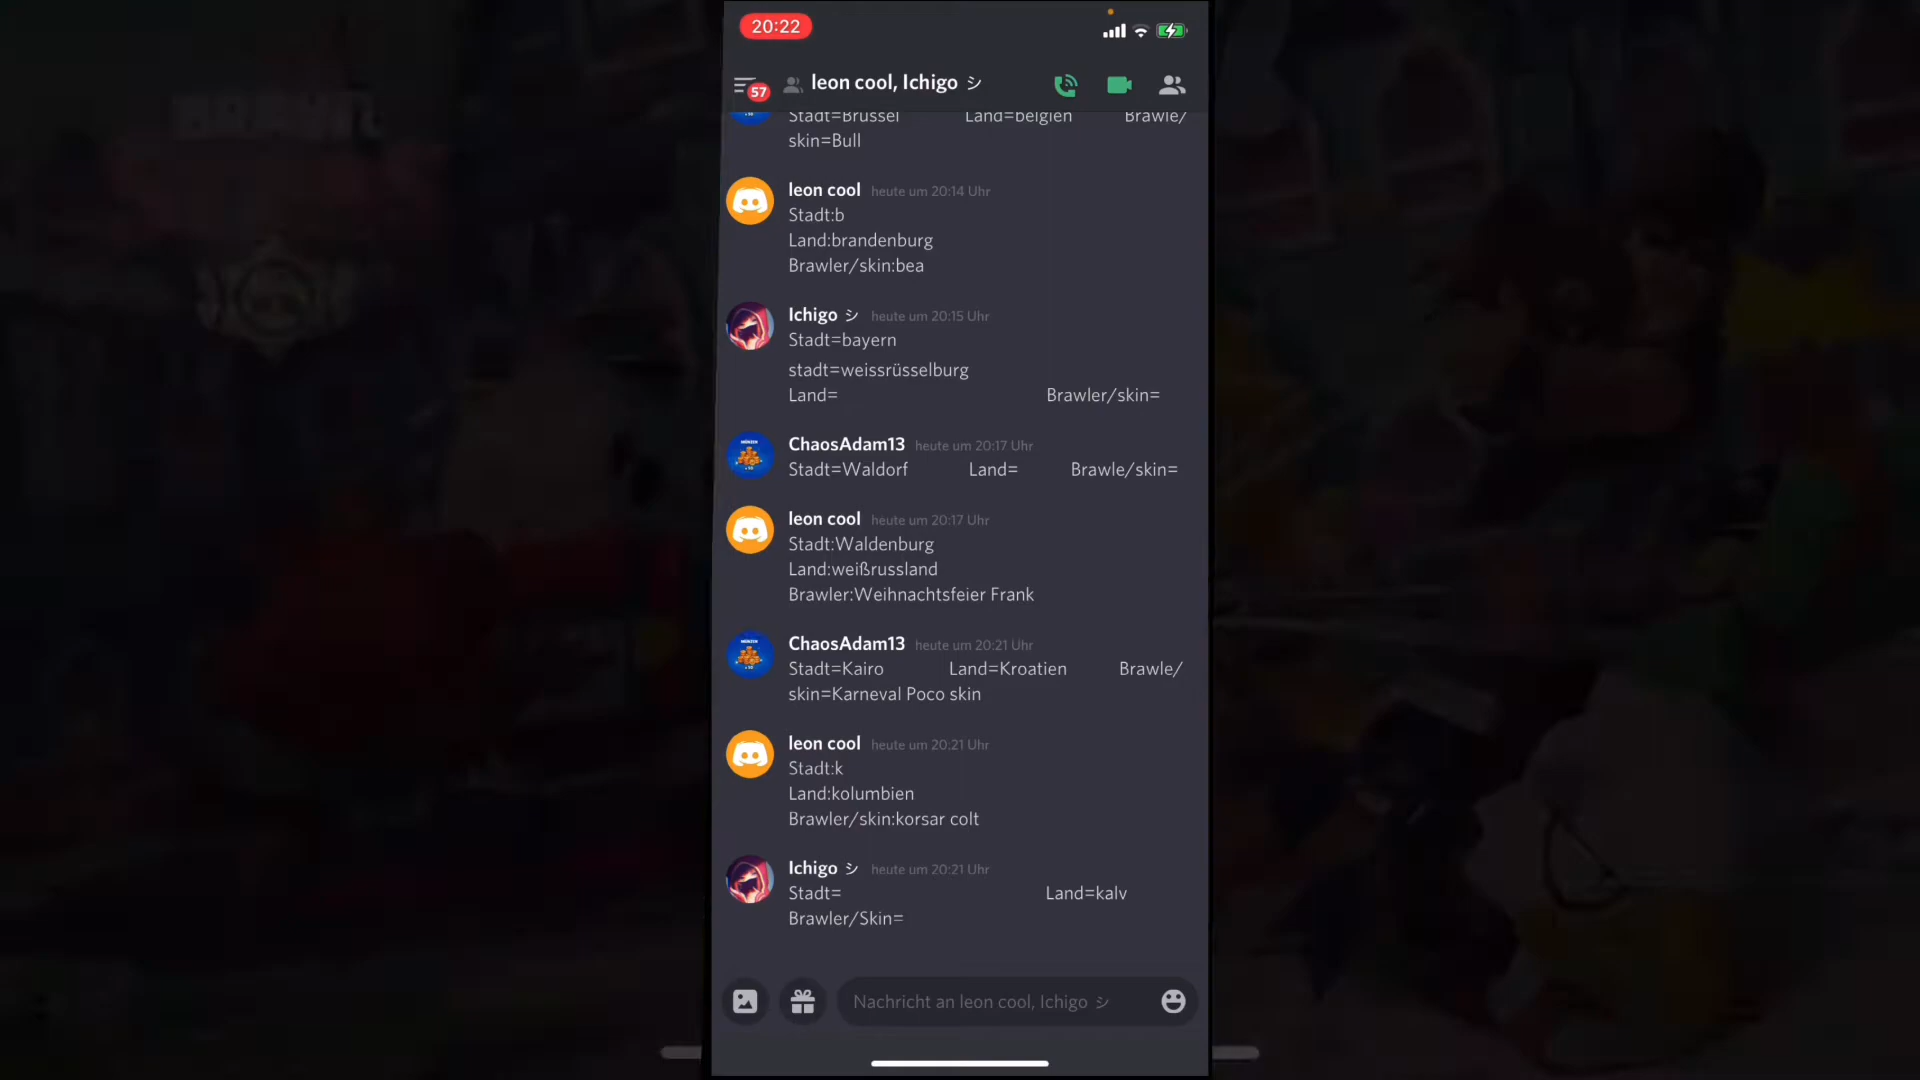 20:22
57
leon cool, Ichigo シ
Stadt=Brüssel Land=belgien Brawle/
skin=Bull
leon cool heute um 20:14 Uhr
Stadt:b
Land:brandenburg
Brawler/skin:bea
Ichigo シ heute um 20:15 Uhr
Stadt=bayern
stadt=weissrüsselburg
Land= Brawler/skin=
ChaosAdam13 heute um 20:17 Uhr
Stadt=Waldorf Land= Brawle/skin=
leon cool heute um 20:17 Uhr
Stadt:Waldenburg
Land:weißrussland
Brawler:Weihnachtsfeier Frank
ChaosAdam13 heute um 20:21 Uhr
Stadt=Kairo Land=Kroatien Brawle/
skin=Karneval Poco skin
leon cool heute um 20:21 Uhr
Stadt:k
Land:kolumbien
Brawler/skin:korsar colt
Ichigo シ heute um 20:21 Uhr
Stadt= Land=kalv
Brawler/Skin=
Nachricht an leon cool, Ichigo シ